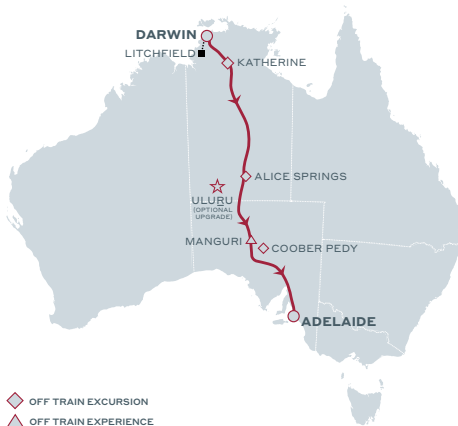 DARWIN
LITCHFIELD
KATHERINE
ALICE SPRINGS
ULURU
(OPTIONAL
UPGRADE)
MANGURI
COOBER PEDY
ADELAIDE
OFF TRAIN EXCURSION
OFF TRAIN EXPERIENCE